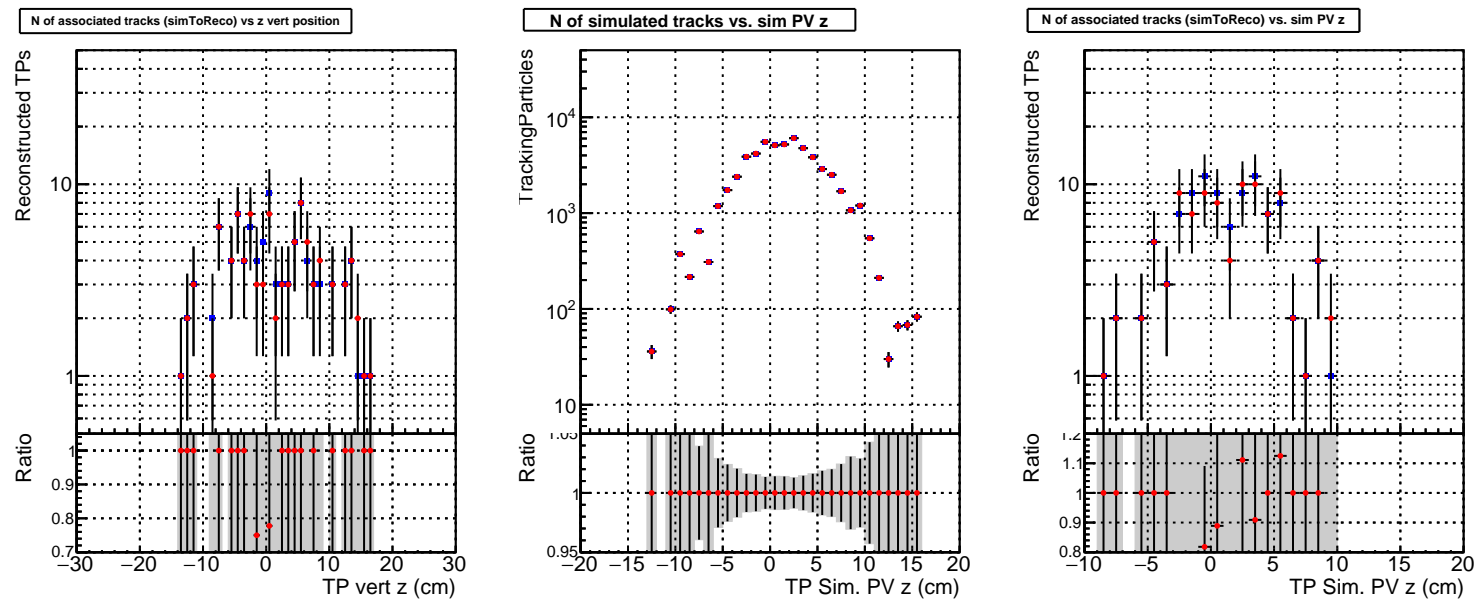 N of associated tracks (simToReco) vs z vert position
Reconstructed TPs
10
1
Ratio
1
0.9
0.8
0.7
−30 −20 −10 0 10 20 30
TP vert z (cm)
N of simulated tracks vs. sim PV z
TrackingParticles
10^4
10^3
10^2
10
Ratio
1.05
1
0.95
−20 −15 −10 −5 0 5 10 15 20
TP Sim. PV z (cm)
N of associated tracks (simToReco) vs. sim PV z
Reconstructed TPs
10
1
Ratio
1.2
1.1
1
0.9
0.8
−10 −5 0 5 10 15 20
TP Sim. PV z (cm)